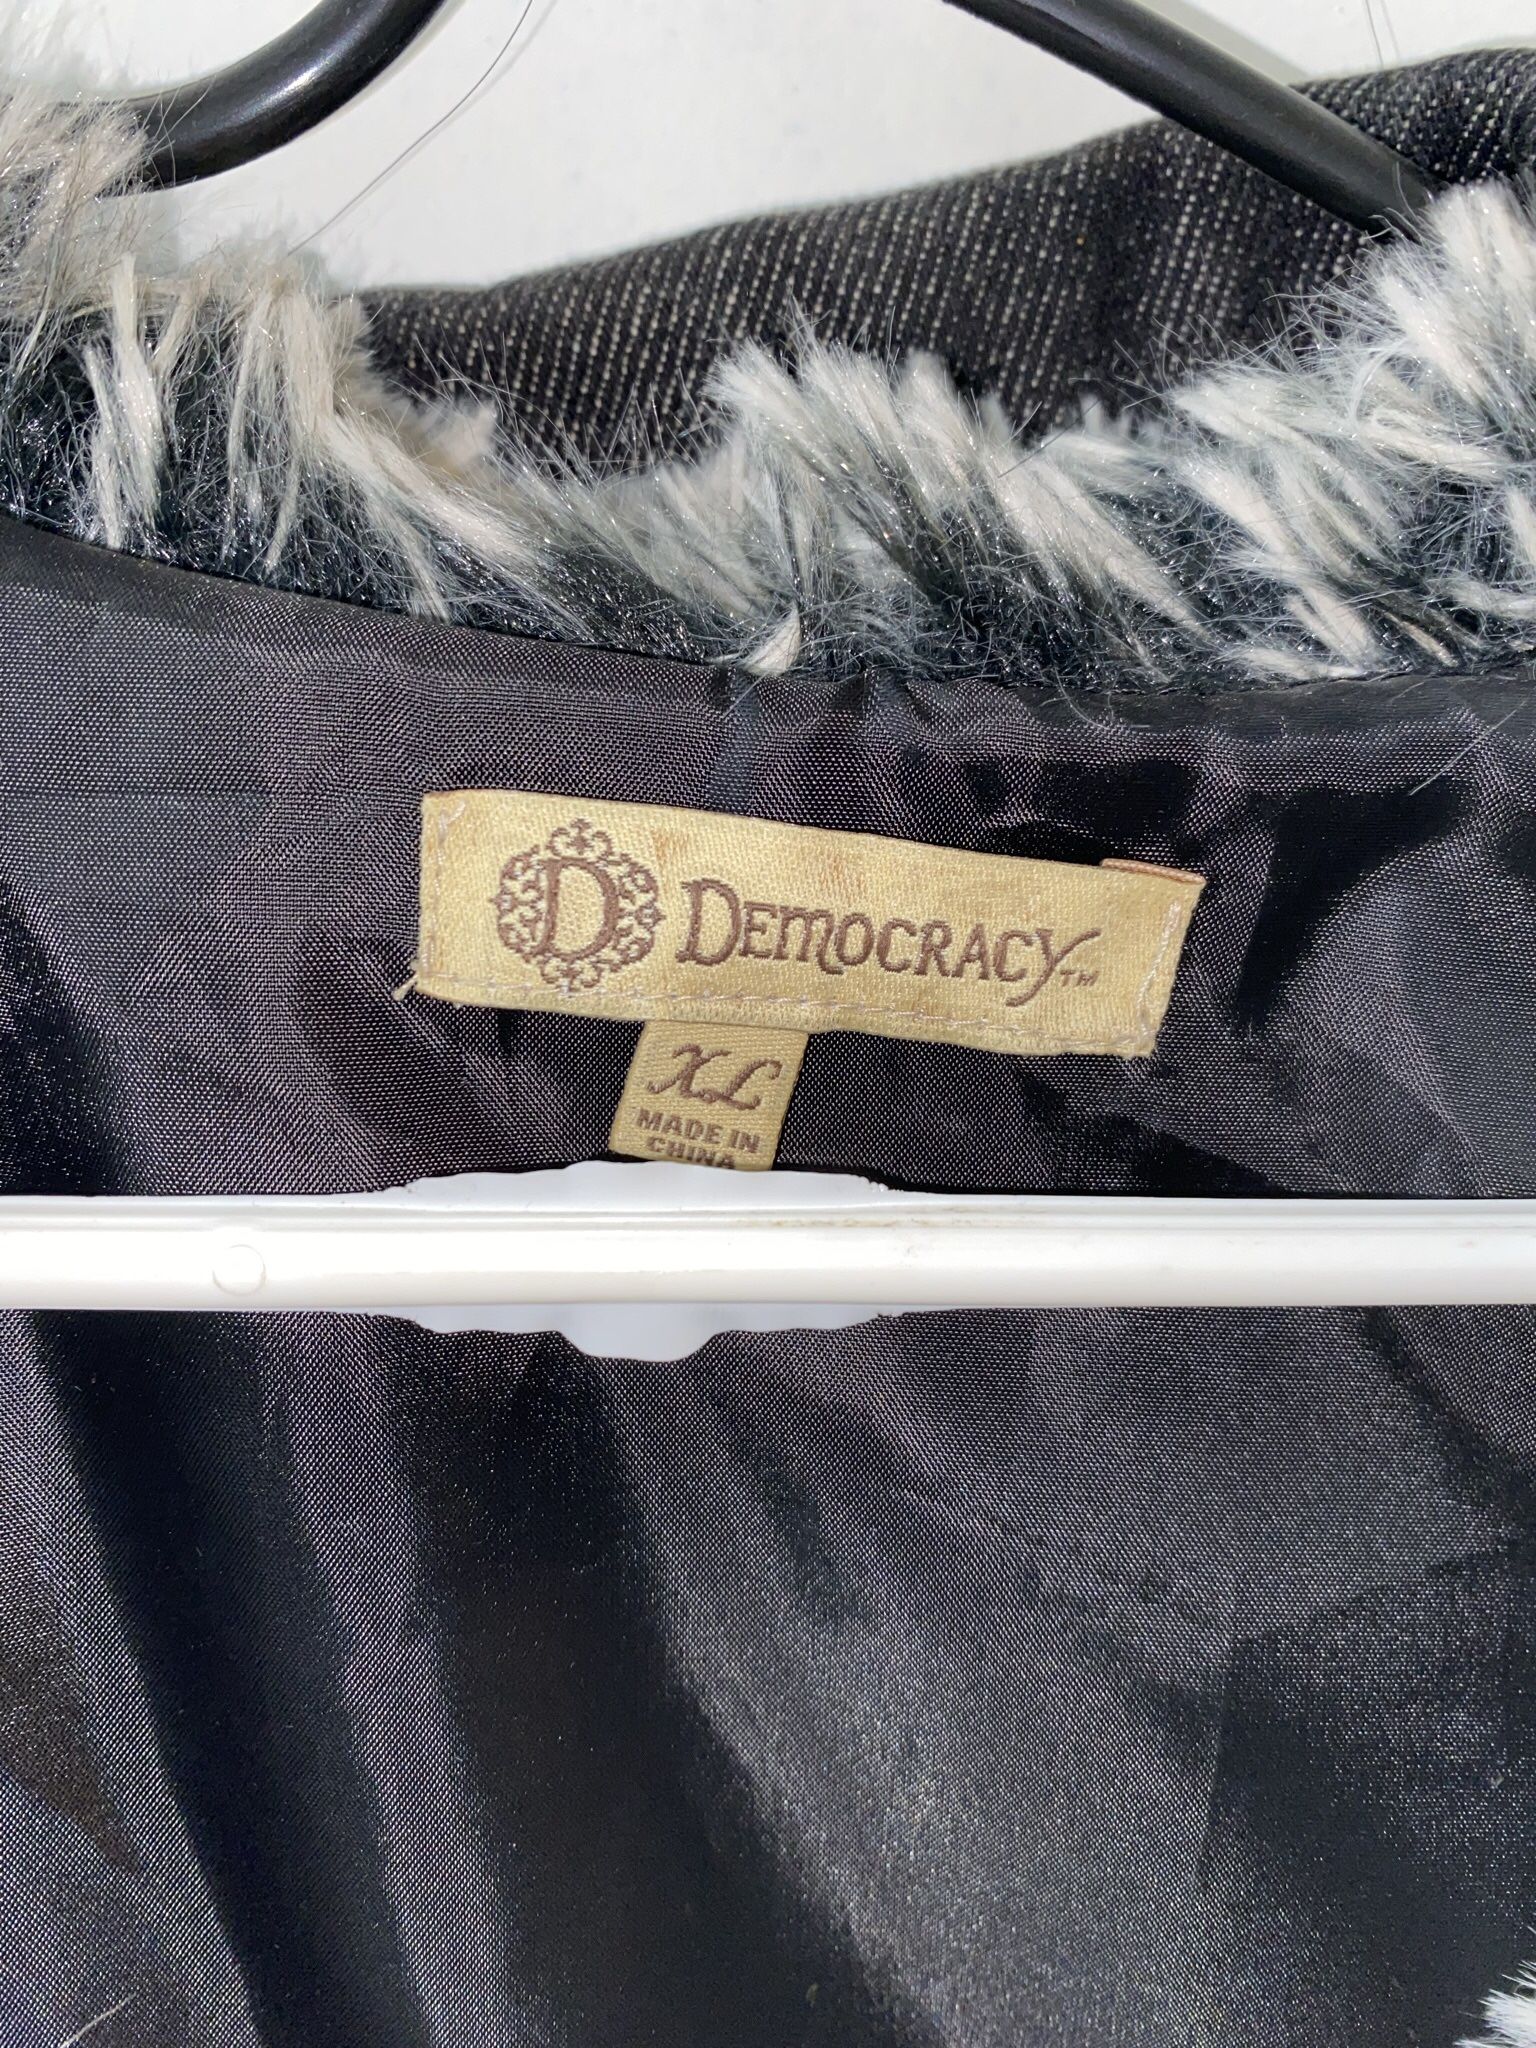 D DEMOCRACY™
XL
MADE IN
CHINA